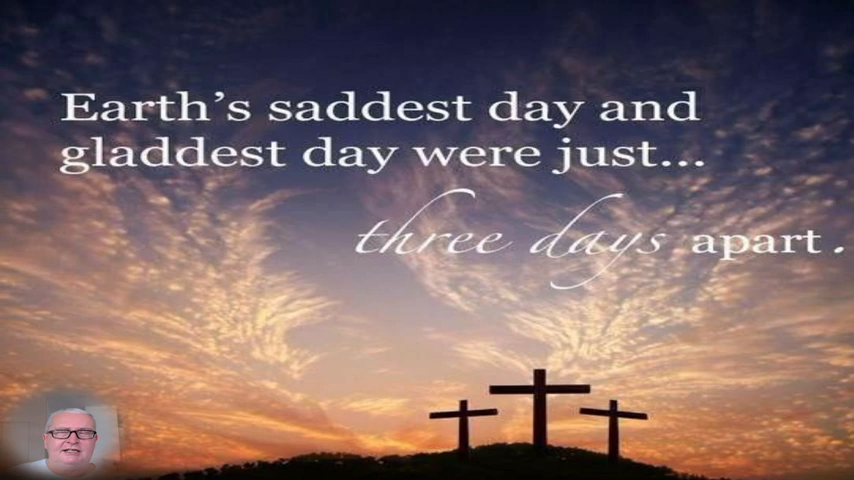 Earth's saddest day and
gladdest day were just...
three days apart.